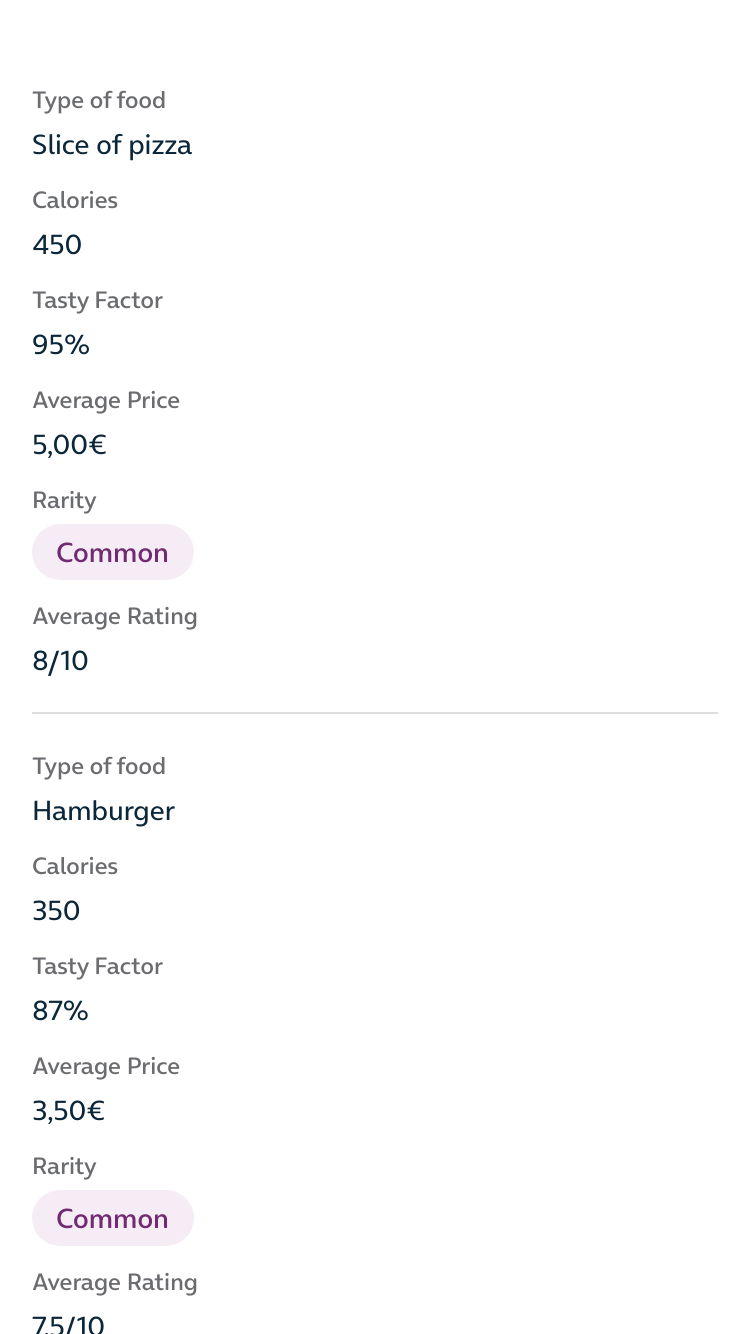 Type of food
Slice of pizza
Calories
450
Tasty Factor
95%
Average Price
5,00€
Rarity
Common
Average Rating
8/10
Type of food
Hamburger
Calories
350
Tasty Factor
87%
Average Price
3,50€
Rarity
Common
Average Rating
7,5/10